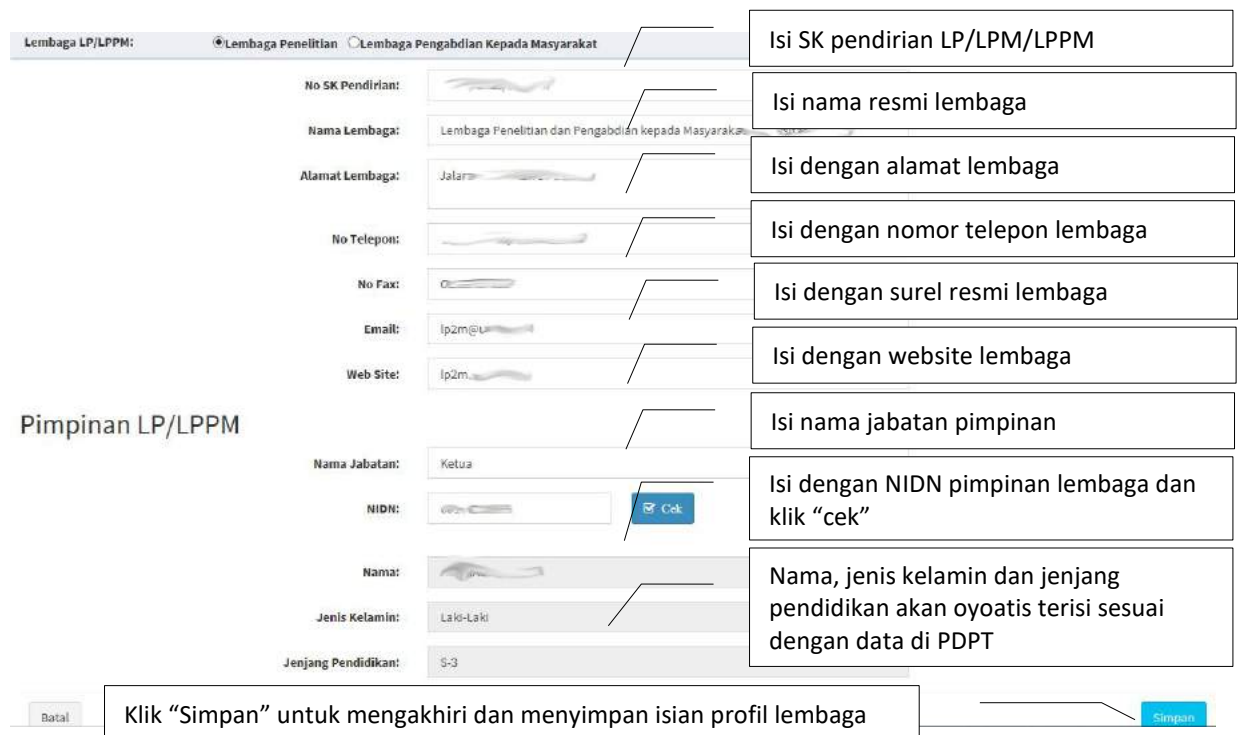 Isi SK pendirian LP/LPM/LPPM
Lembaga LP/LPPM: Lembaga Penelitian Lembaga Pengabdian Kepada Masyarakat
No SK Pendirian:
Isi nama resmi lembaga
Nama Lembaga: Lembaga Penelitian dan Pengabdian kepada
Isi dengan alamat lembaga
Alamat Lembaga:
Isi dengan nomor telepon lembaga
No Telepon:
No Fax:
Isi dengan surel resmi lembaga
Email: lp2m@
Isi dengan website lembaga
Web Site: lp2m.
Pimpinan LP/LPPM
Isi nama jabatan pimpinan
Nama Jabatan: Ketua
Isi dengan NIDN pimpinan lembaga dan
klik “cek”
NIDN: Cek
Nama:
Nama, jenis kelamin dan jenjang
pendidikan akan oyoatis terisi sesuai
dengan data di PDPT
Jenis Kelamin: Laki-Laki
Jenjang Pendidikan: S-3
Batal
Klik “Simpan” untuk mengakhiri dan menyimpan isian profil lembaga
Simpan